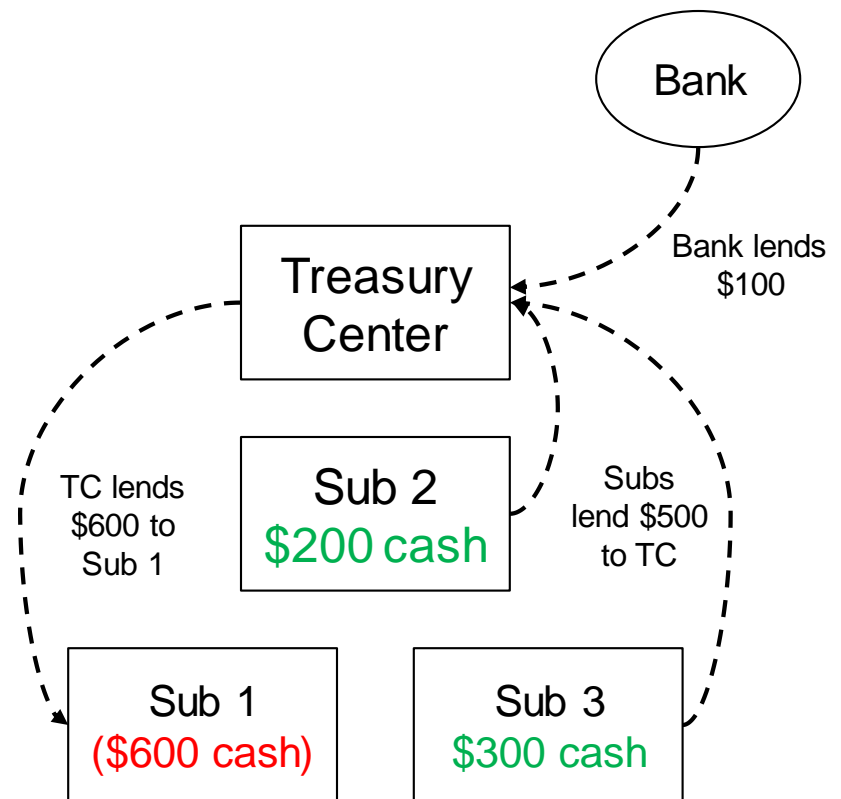 Bank
Bank lends
$100
Treasury
Center
TC lends
$600 to
Sub 1
Sub 2
$200 cash
Subs
lend $500
to TC
Sub 1
($600 cash)
Sub 3
$300 cash